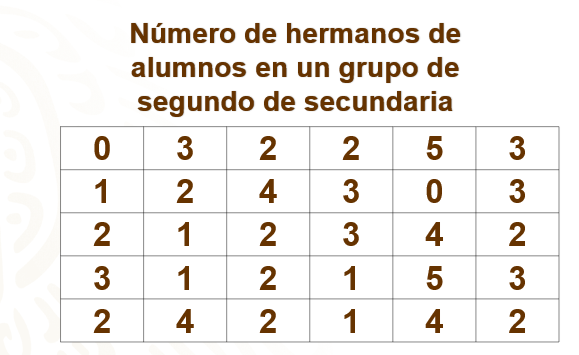 Número de hermanos de
alumnos en un grupo de
segundo de secundaria
0 3 2 2 5 3
1 2 4 3 0 3
2 1 2 3 4 2
3 1 2 1 5 3
2 4 2 1 4 2